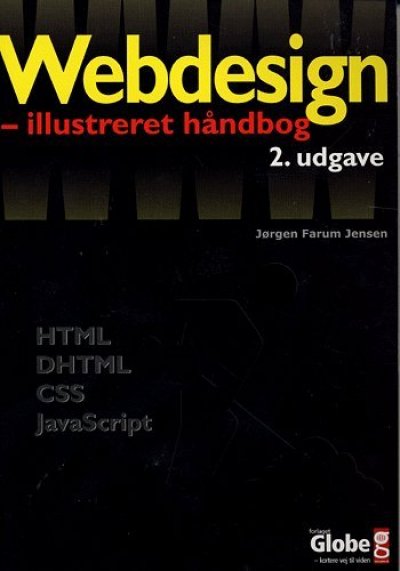 Webdesign
– illustreret håndbog
2. udgave
Jørgen Farum Jensen
HTML
DHTML
CSS
JavaScript
forlaget
Globe
– kortere vej til viden